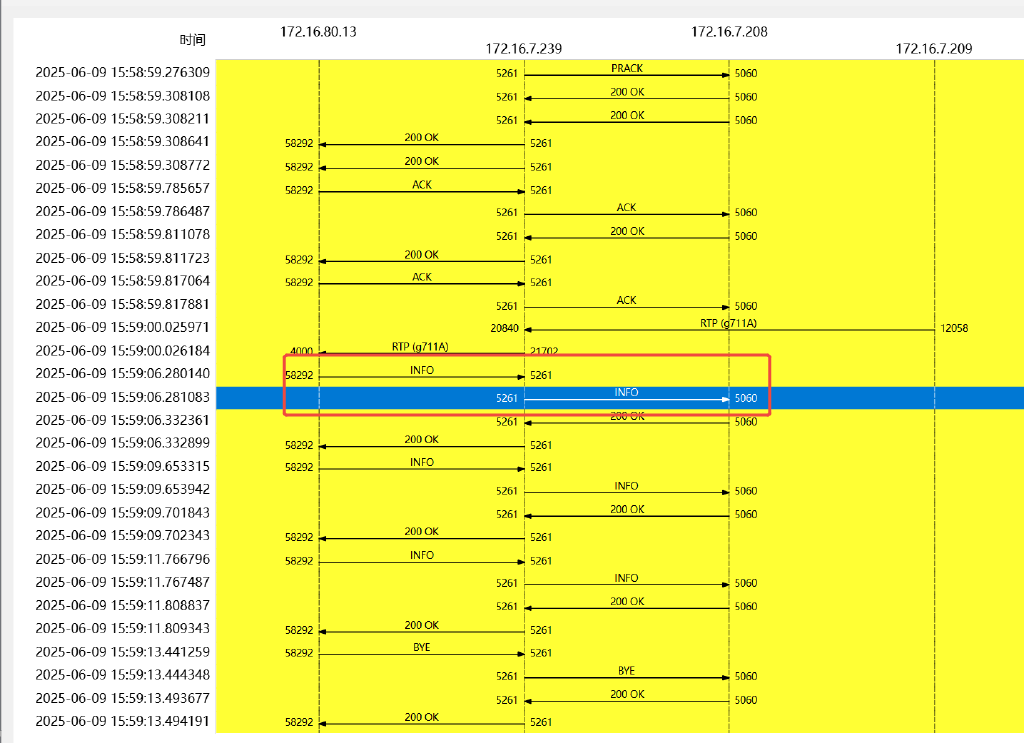 172.16.80.13 172.16.7.208
时间 172.16.7.239 172.16.7.209
2025-06-09 15:58:59.276309 5261 PRACK 5060
2025-06-09 15:58:59.308108 5261 200 OK 5060
2025-06-09 15:58:59.308211 5261 200 OK 5060
2025-06-09 15:58:59.308641 58292 200 OK 5261
2025-06-09 15:58:59.308772 58292 200 OK 5261
2025-06-09 15:58:59.785657 58292 ACK 5261
2025-06-09 15:58:59.786487 5261 ACK 5060
2025-06-09 15:58:59.811078 5261 200 OK 5060
2025-06-09 15:58:59.811723 58292 200 OK 5261
2025-06-09 15:58:59.817064 58292 ACK 5261
2025-06-09 15:58:59.817881 5261 ACK 5060
2025-06-09 15:59:00.025971 20840 RTP (g711A) 12058
2025-06-09 15:59:00.026184 4000 RTP (g711A) 21702
2025-06-09 15:59:06.280140 58292 INFO 5261
2025-06-09 15:59:06.281083 5261 INFO 5060
2025-06-09 15:59:06.332361 5261 200 OK 5060
2025-06-09 15:59:06.332899 58292 200 OK 5261
2025-06-09 15:59:09.653315 58292 INFO 5261
2025-06-09 15:59:09.653942 5261 INFO 5060
2025-06-09 15:59:09.701843 5261 200 OK 5060
2025-06-09 15:59:09.702343 58292 200 OK 5261
2025-06-09 15:59:11.766796 58292 INFO 5261
2025-06-09 15:59:11.767487 5261 INFO 5060
2025-06-09 15:59:11.808837 5261 200 OK 5060
2025-06-09 15:59:11.809343 58292 200 OK 5261
2025-06-09 15:59:13.441259 58292 BYE 5261
2025-06-09 15:59:13.444348 5261 BYE 5060
2025-06-09 15:59:13.493677 5261 200 OK 5060
2025-06-09 15:59:13.494191 58292 200 OK 5261